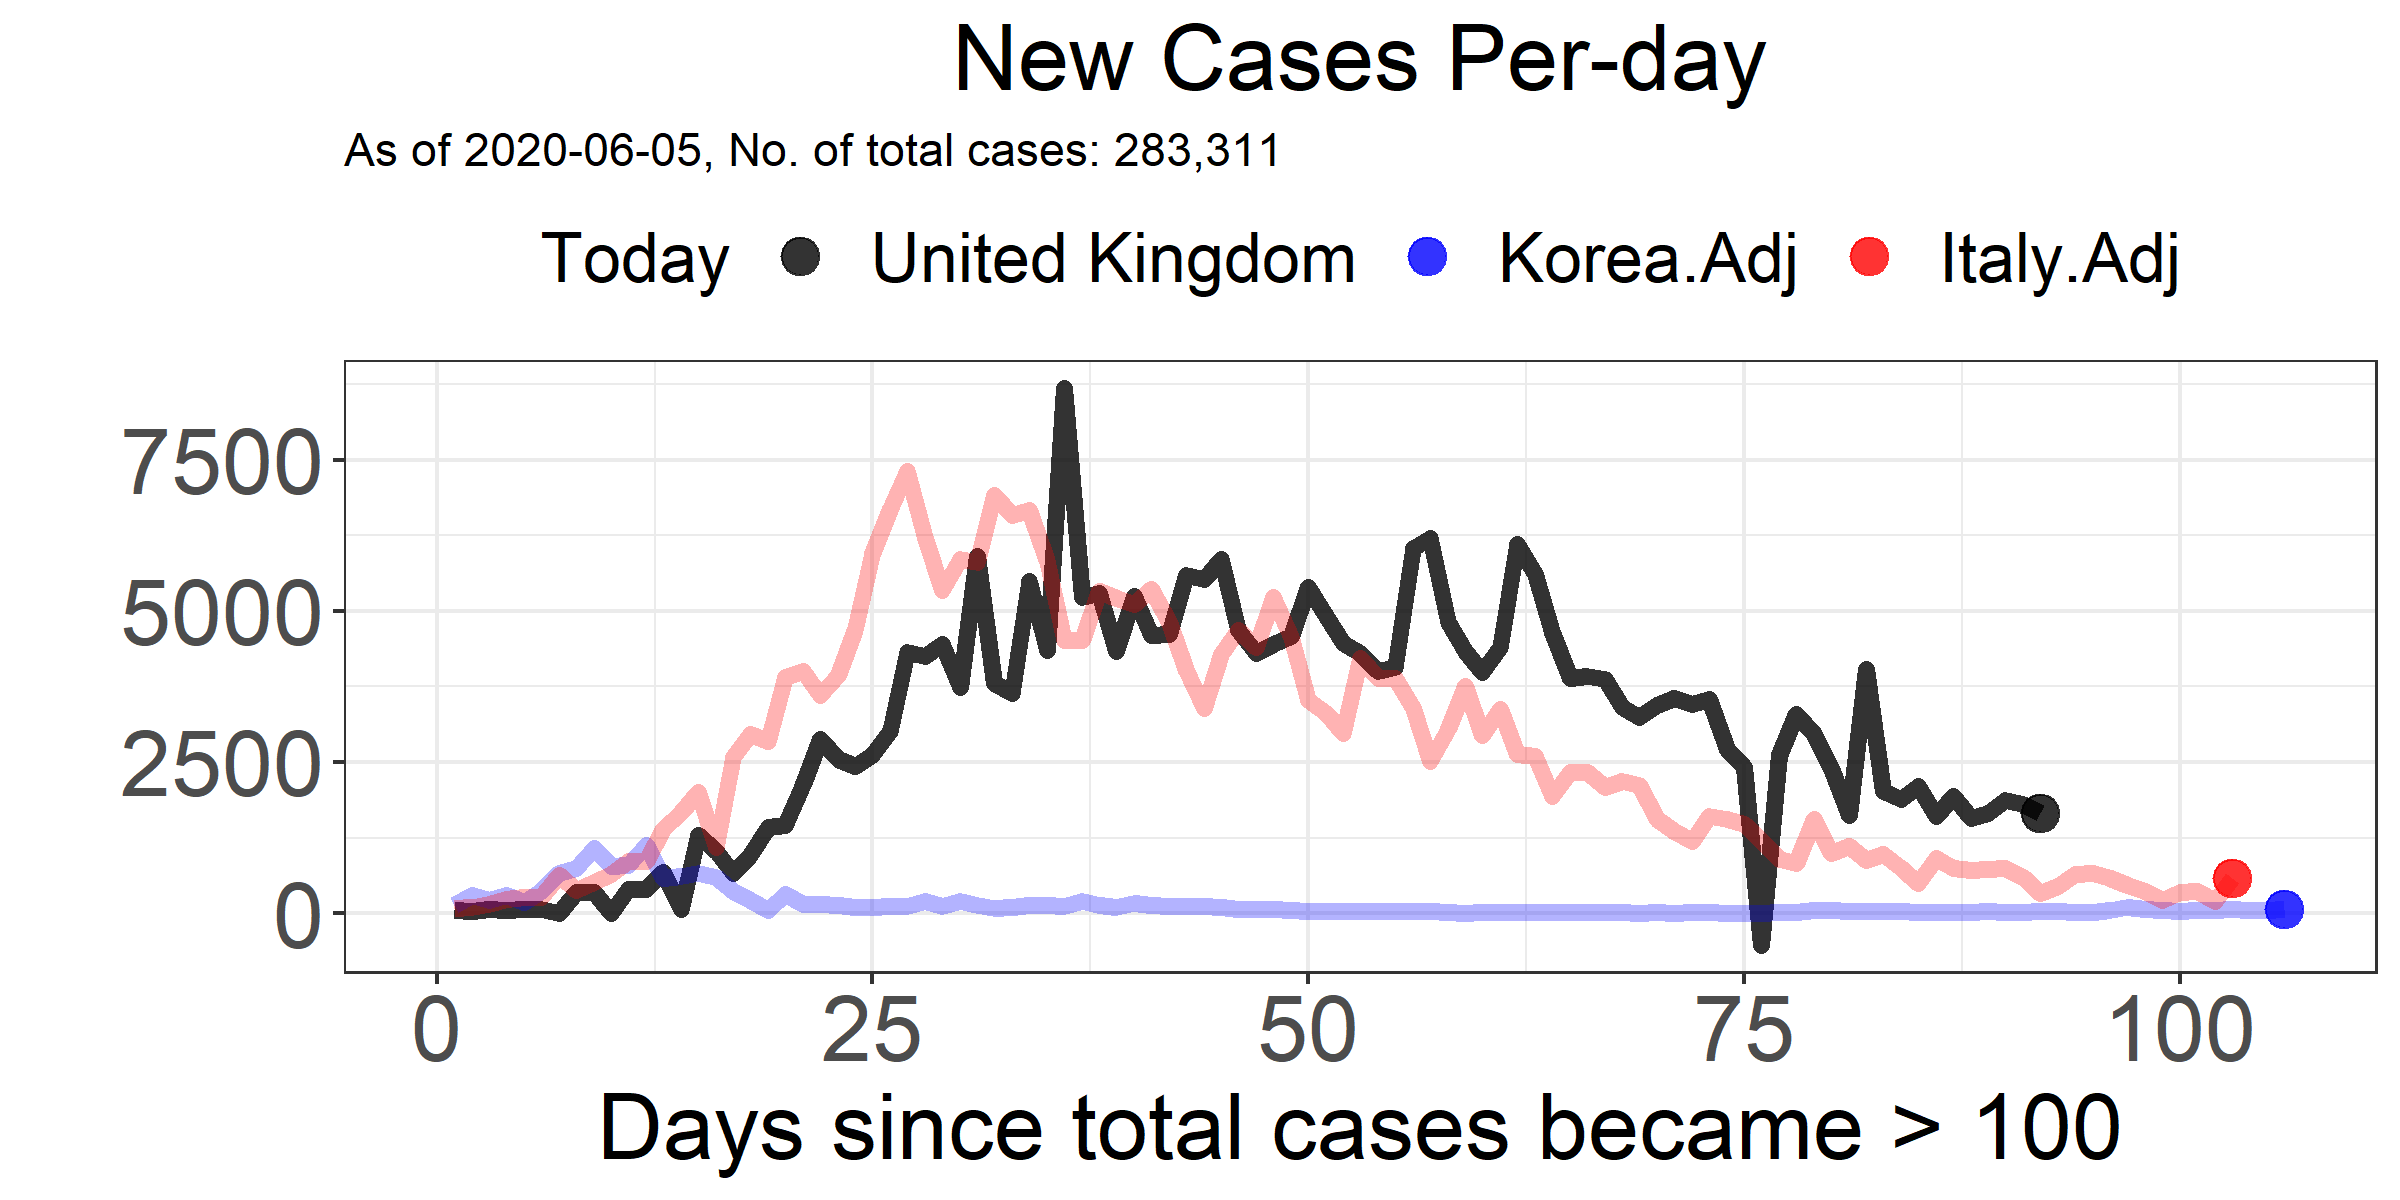 New Cases Per-day
As of 2020-06-05, No. of total cases: 283,311
Today United Kingdom Korea.Adj Italy.Adj
7500
5000
2500
0
0 25 50 75 100
Days since total cases became > 100